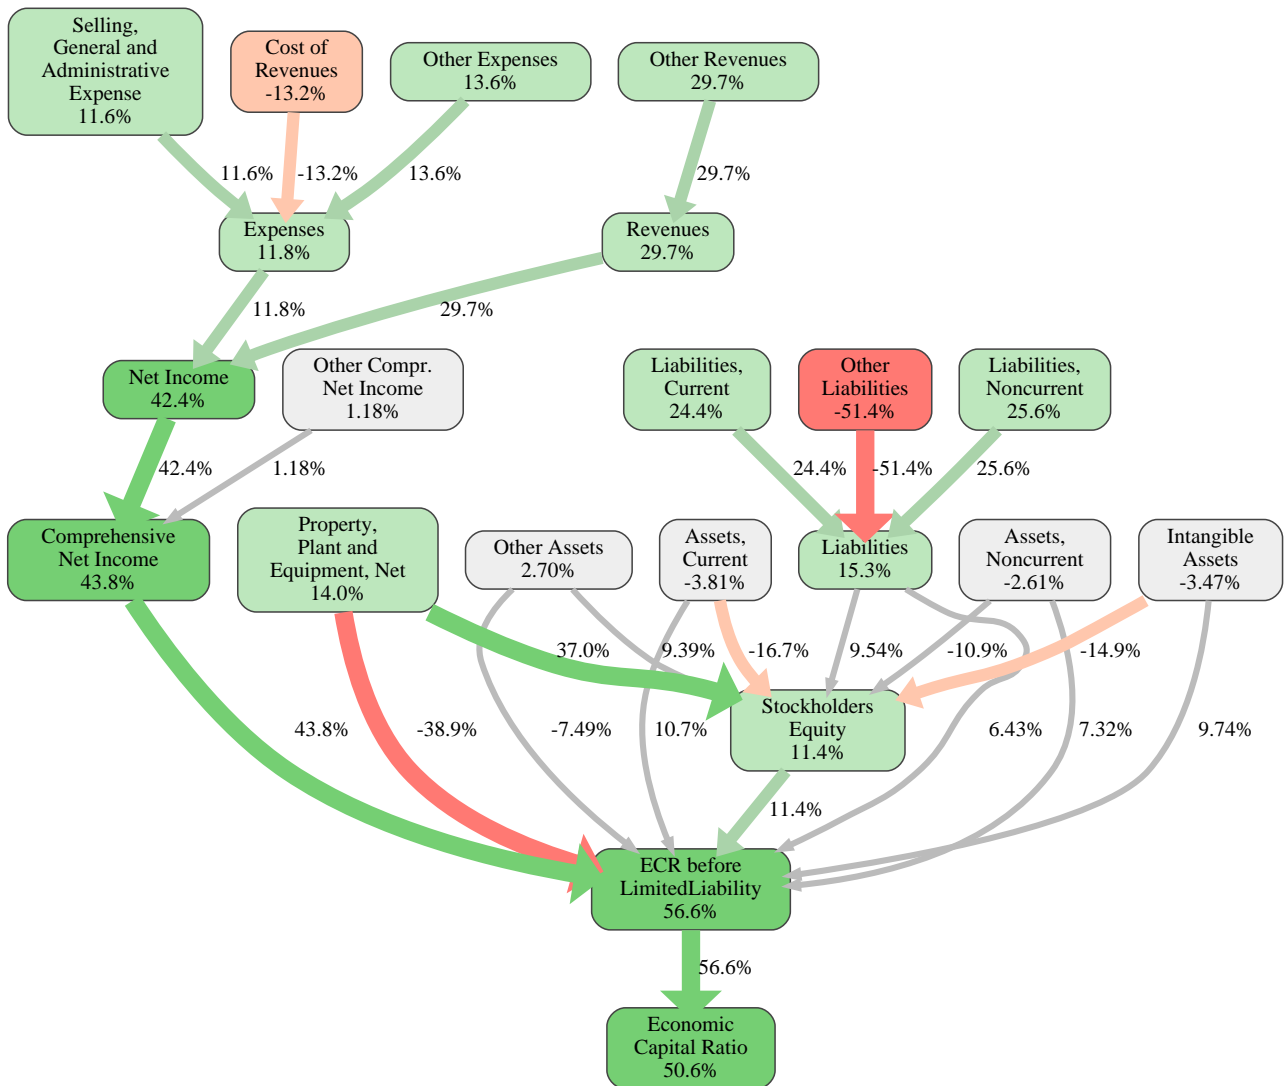 Selling,
General and
Administrative
Expense
11.6%
Cost of
Revenues
-13.2%
Other Expenses
13.6%
Other Revenues
29.7%
11.6%
-13.2%
13.6%
29.7%
Expenses
11.8%
Revenues
29.7%
11.8%
29.7%
Net Income
42.4%
Other Compr.
Net Income
1.18%
Liabilities,
Current
24.4%
Other
Liabilities
-51.4%
Liabilities,
Noncurrent
25.6%
42.4%
1.18%
24.4%
-51.4%
25.6%
Comprehensive
Net Income
43.8%
Property,
Plant and
Equipment, Net
14.0%
Other Assets
2.70%
Assets,
Current
-3.81%
Liabilities
15.3%
Assets,
Noncurrent
-2.61%
Intangible
Assets
-3.47%
37.0%
9.39%
-16.7%
9.54%
-10.9%
-14.9%
Stockholders
Equity
11.4%
43.8%
-38.9%
-7.49%
10.7%
6.43%
7.32%
9.74%
11.4%
ECR before
LimitedLiability
56.6%
56.6%
Economic
Capital Ratio
50.6%